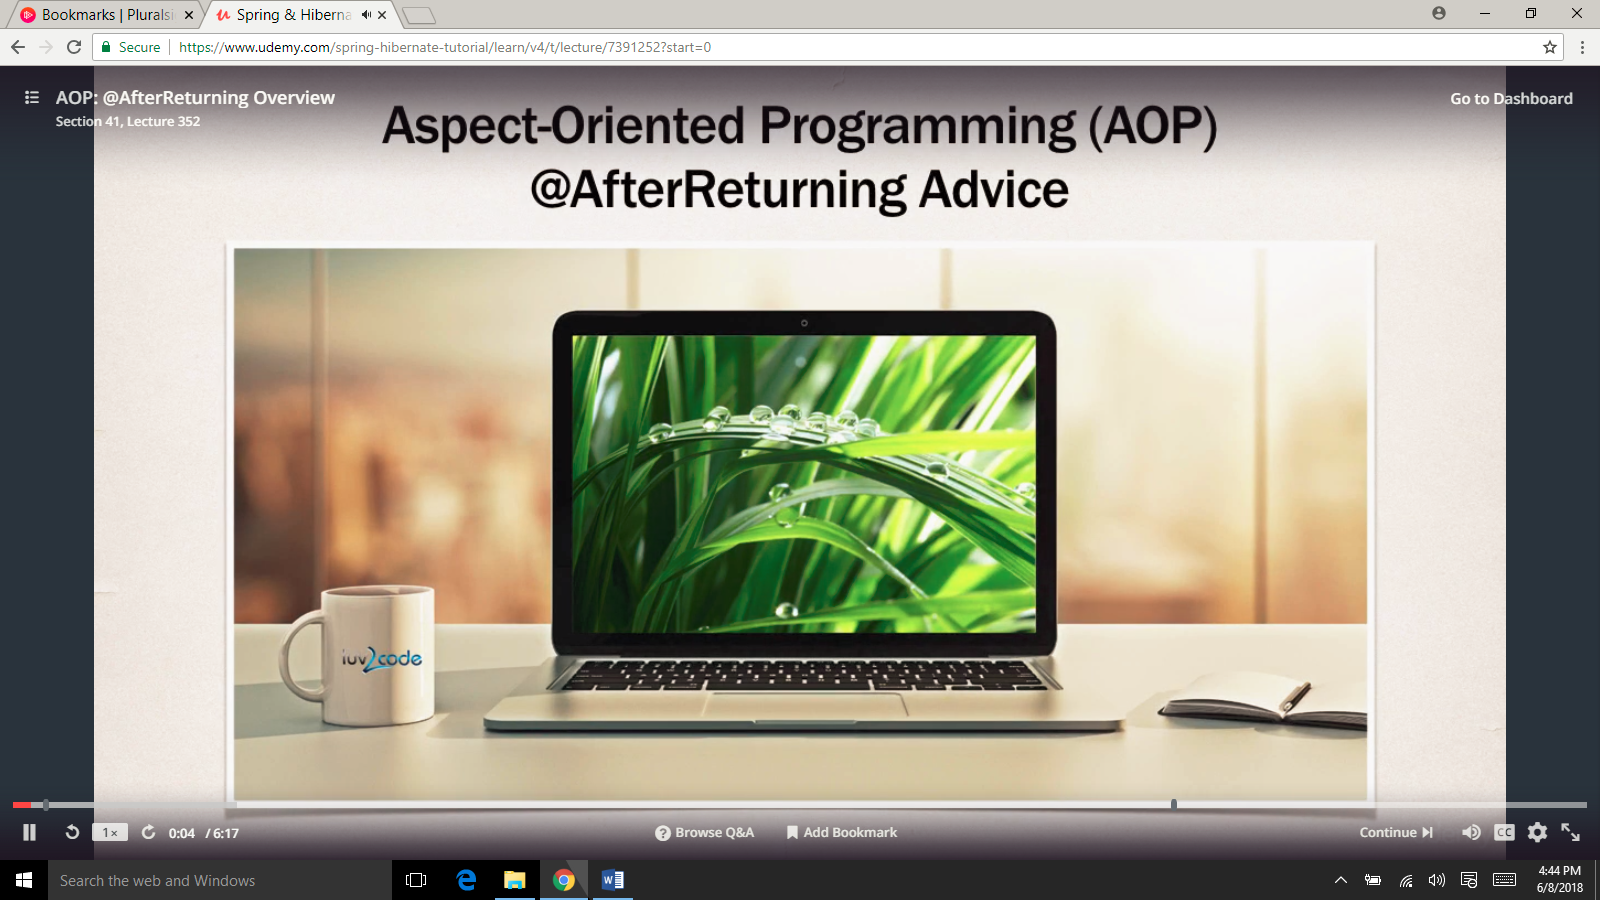 Bookmarks | Pluralsi
Spring & Hiberna
Secure
https://www.udemy.com/spring-hibernate-tutorial/learn/v4/t/lecture/7391252?start=0
AOP: @AfterReturning Overview
Section 41, Lecture 352
Go to Dashboard
Aspect-Oriented Programming (AOP)
@AfterReturning Advice
luv2code
1×
0:04 / 6:17
Browse Q&A
Add Bookmark
Continue
CC
Search the web and Windows
4:44 PM
6/8/2018